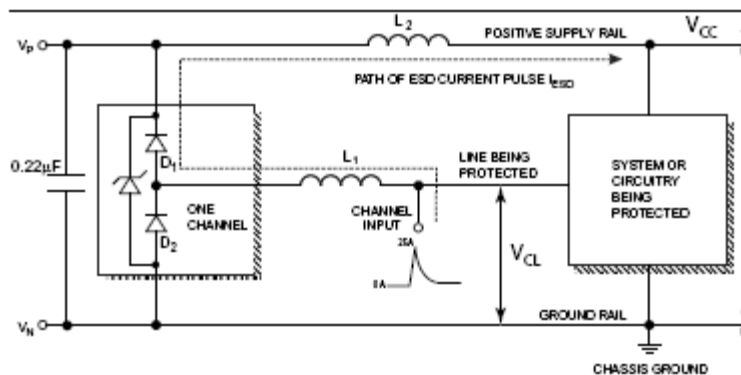 L2
VP
POSITIVE SUPPLY RAIL
VCC
PATH OF ESD CURRENT PULSE IESD
0.22µF
D1
L1
LINE BEING
PROTECTED
SYSTEM OR
CIRCUITRY
BEING
PROTECTED
ONE
CHANNEL
D2
CHANNEL
INPUT
25A
0A
VCL
VN
GROUND RAIL
CHASSIS GROUND